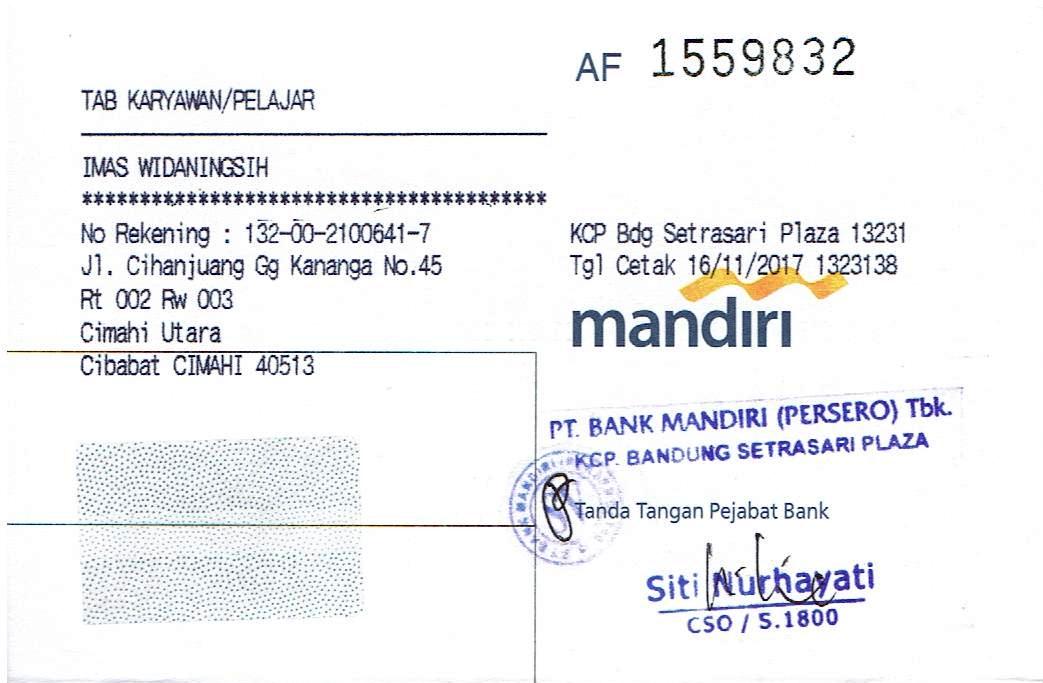 AF 1559832
TAB KARYAWAN/PELAJAR
IMAS WIDANINGSIH
****************************************
No Rekening : 132-00-2100641-7
Jl. Cihanjuang Gg Kananga No.45
Rt 002 Rw 003
Cimahi Utara
Cibabat CIMAHI 40513
KCP Bdg Setrasari Plaza 13231
Tgl Cetak 16/11/2017 1323138
mandiri
PT. BANK MANDIRI (PERSERO) Tbk.
KCP. BANDUNG SETRASARI PLAZA
Tanda Tangan Pejabat Bank
Siti Nurhayati
CSO / S.1800